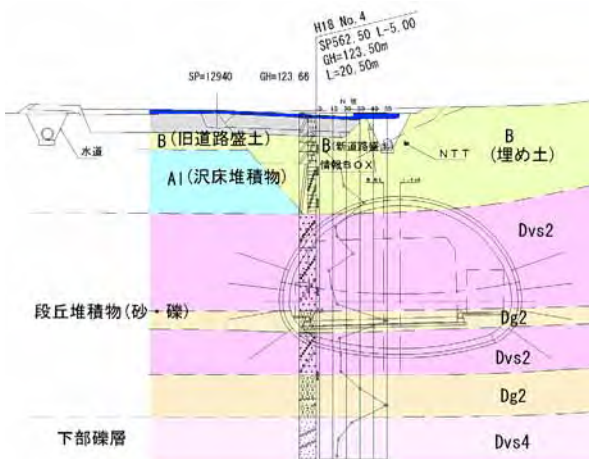 H18 No.4
SP562.50 L-5.00
GH=123.50m
L=20.50m
SP=12940
GH=123.66
N 値
水道
B(旧道路盛土)
B(新道路盛土)
情報BOX
NTT
B
(埋め土)
Al(沢床堆積物)
Dvs2
段丘堆積物(砂・礫)
Dg2
Dvs2
Dg2
下部礫層
Dvs4